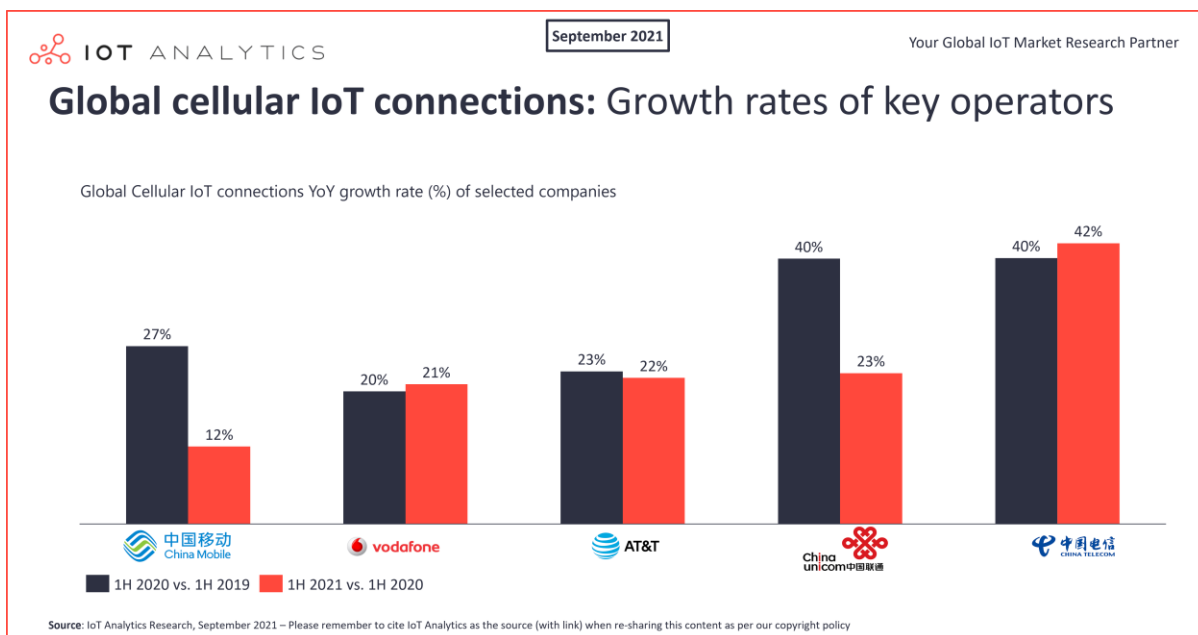 IOT ANALYTICS
September 2021
Your Global IoT Market Research Partner
Global cellular IoT connections: Growth rates of key operators
Global Cellular IoT connections YoY growth rate (%) of selected companies
27%
12%
20%
21%
23%
22%
40%
23%
40%
42%
中国移动
China Mobile
vodafone
AT&T
China
unicom中国联通
中国电信
CHINA TELECOM
1H 2020 vs. 1H 2019
1H 2021 vs. 1H 2020
Source: IoT Analytics Research, September 2021 – Please remember to cite IoT Analytics as the source (with link) when re-sharing this content as per our copyright policy